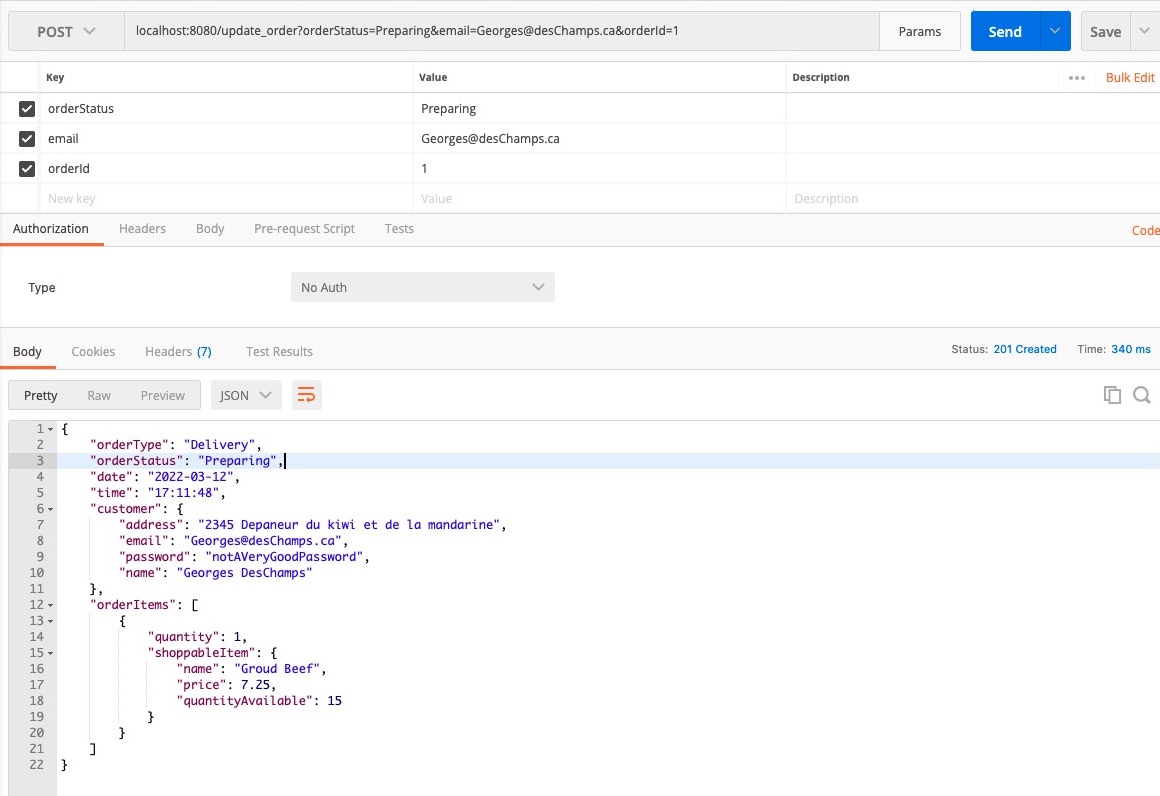 POST localhost:8080/update_order?orderStatus=Preparing&email=Georges@desChamps.ca&orderId=1 Params Send Save
Key Value Description ••• Bulk Edit
orderStatus Preparing
email Georges@desChamps.ca
orderId 1
New key Value Description
Authorization Headers Body Pre-request Script Tests Code
Type No Auth
Body Cookies Headers (7) Test Results Status: 201 Created Time: 340 ms
Pretty Raw Preview JSON
1 {
2 "orderType": "Delivery",
3 "orderStatus": "Preparing",
4 "date": "2022-03-12",
5 "time": "17:11:48",
6 "customer": {
7 "address": "2345 Depaneur du kiwi et de la mandarine",
8 "email": "Georges@desChamps.ca",
9 "password": "notAVeryGoodPassword",
10 "name": "Georges DesChamps"
11 },
12 "orderItems": [
13 {
14 "quantity": 1,
15 "shoppableItem": {
16 "name": "Groud Beef",
17 "price": 7.25,
18 "quantityAvailable": 15
19 }
20 }
21 ]
22 }